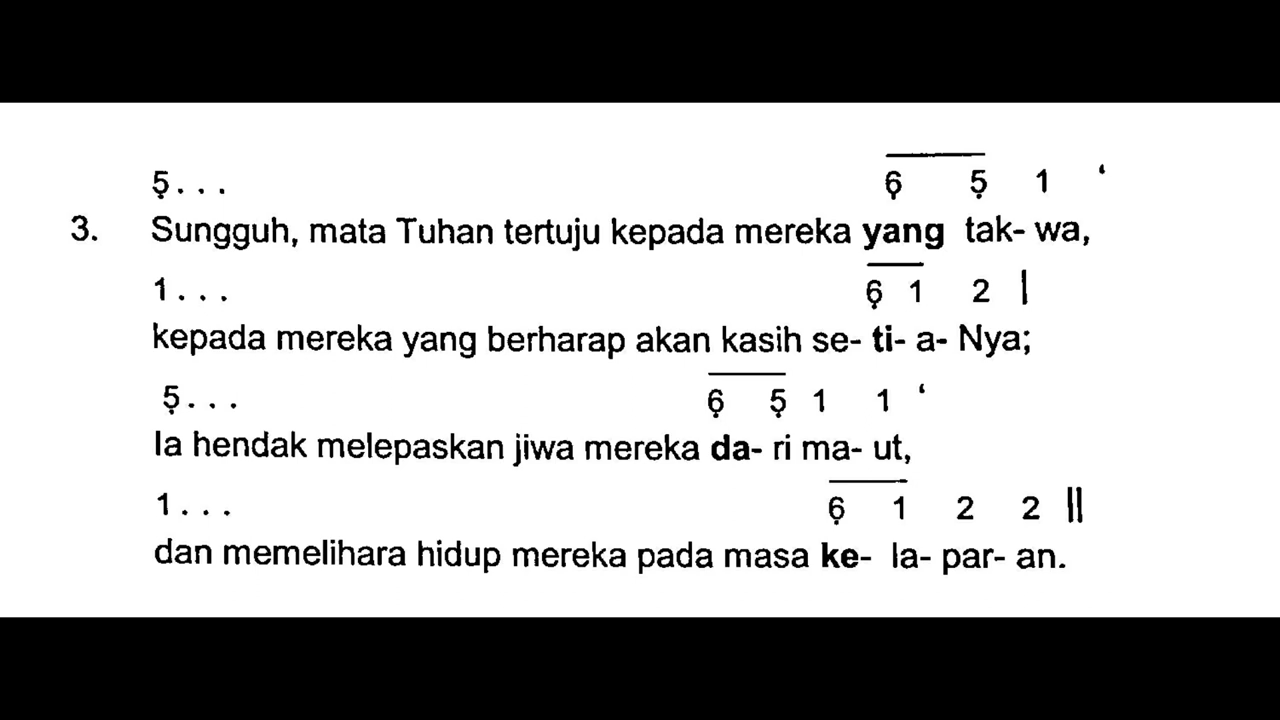 5̣ . . . 6̣ 5̣ 1 ‘
3. Sungguh, mata Tuhan tertuju kepada mereka yang tak- wa,
1 . . . 6̣ 1 2 |
kepada mereka yang berharap akan kasih se- ti- a- Nya;
5̣ . . . 6̣ 5̣ 1 1 ‘
Ia hendak melepaskan jiwa mereka da- ri ma- ut,
1 . . . 6̣ 1 2 2 ||
dan memelihara hidup mereka pada masa ke- la- par- an.